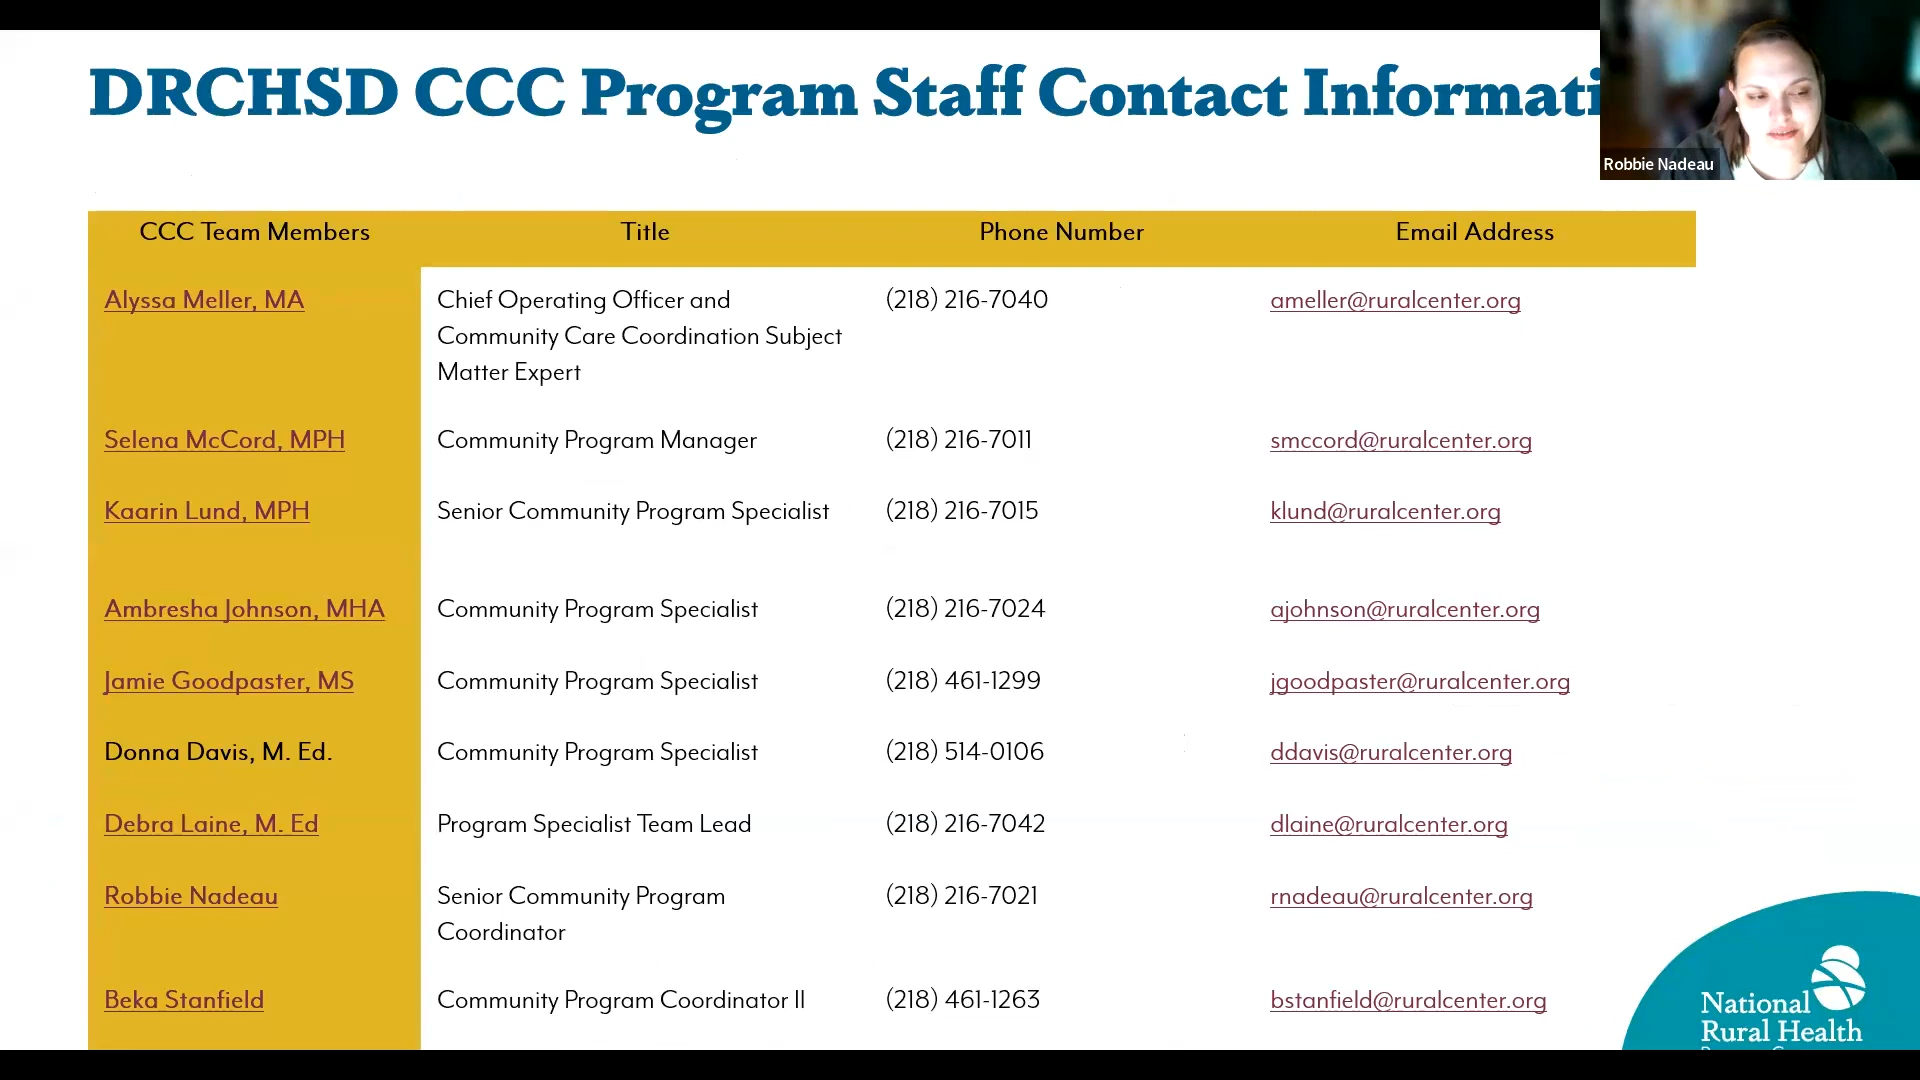 DRCHSD CCC Program Staff Contact Informati
Robbie Nadeau
CCC Team Members Title Phone Number Email Address
Alyssa Meller, MA Chief Operating Officer and (218) 216-7040 ameller@ruralcenter.org
Community Care Coordination Subject
Matter Expert
Selena McCord, MPH Community Program Manager (218) 216-7011 smccord@ruralcenter.org
Kaarin Lund, MPH Senior Community Program Specialist (218) 216-7015 klund@ruralcenter.org
Ambresha Johnson, MHA Community Program Specialist (218) 216-7024 ajohnson@ruralcenter.org
Jamie Goodpaster, MS Community Program Specialist (218) 461-1299 jgoodpaster@ruralcenter.org
Donna Davis, M. Ed. Community Program Specialist (218) 514-0106 ddavis@ruralcenter.org
Debra Laine, M. Ed Program Specialist Team Lead (218) 216-7042 dlaine@ruralcenter.org
Robbie Nadeau Senior Community Program (218) 216-7021 rnadeau@ruralcenter.org
Coordinator
Beka Stanfield Community Program Coordinator II (218) 461-1263 bstanfield@ruralcenter.org
National
Rural Health